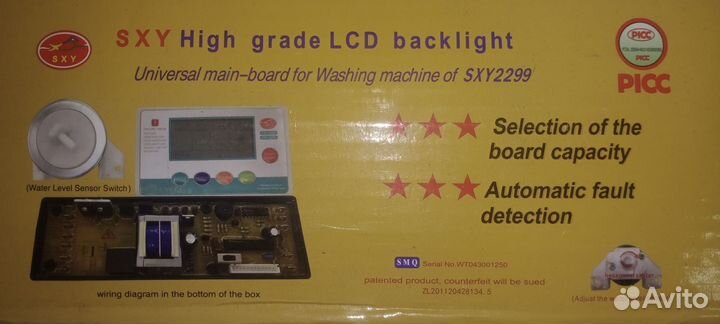 SXY High grade LCD backlight
Universal main-board for Washing machine of SXY2299
SXY
PICC
PICC
PICC
Selection of the
board capacity
Automatic fault
detection
(Water Level Sensor Switch)
SMQ Serial No.WT043001250
patented product, counterfeit will be sued
ZL201120428134.5
wiring diagram in the bottom of the box
(Adjust the
Avito